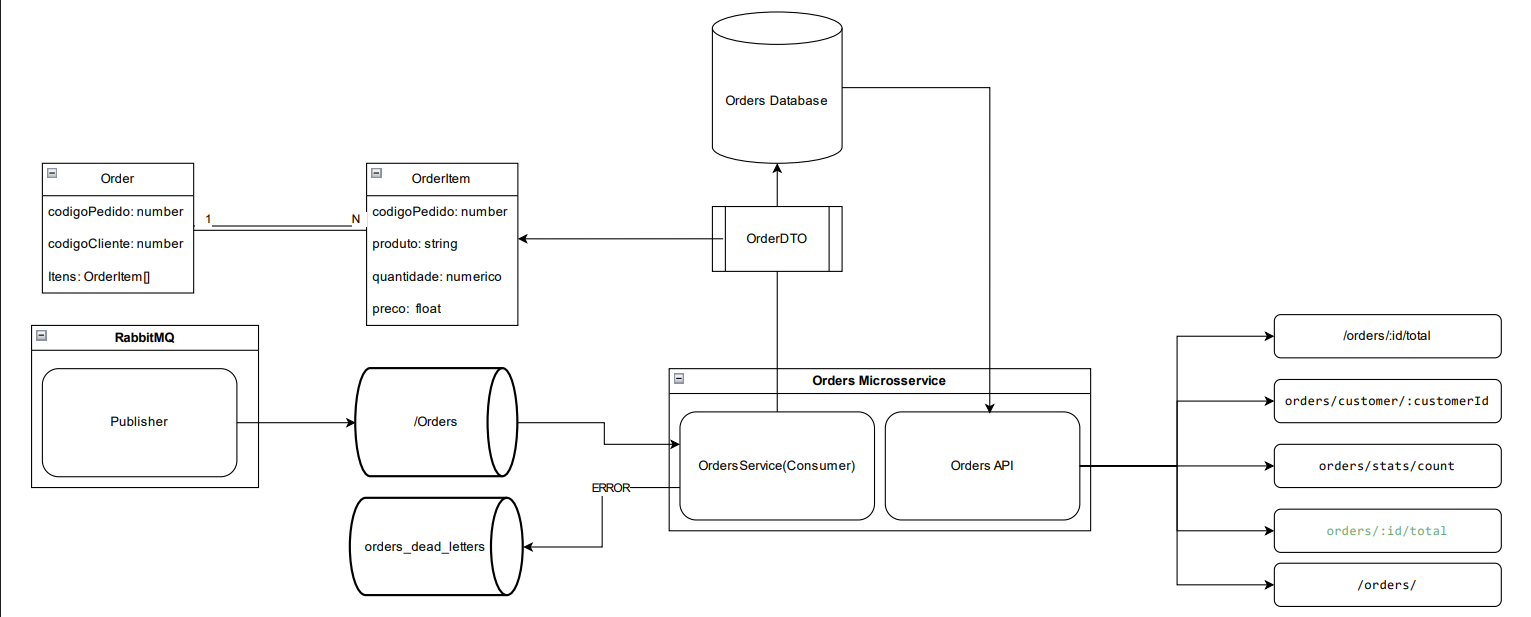 Orders Database
Order
codigoPedido: number
codigoCliente: number
Itens: OrderItem[]
1
N
OrderItem
codigoPedido: number
produto: string
quantidade: numerico
preco: float
OrderDTO
RabbitMQ
Publisher
/Orders
orders_dead_letters
ERROR
Orders Microsservice
OrdersService(Consumer)
Orders API
/orders/:id/total
orders/customer/:customerId
orders/stats/count
orders/:id/total
/orders/